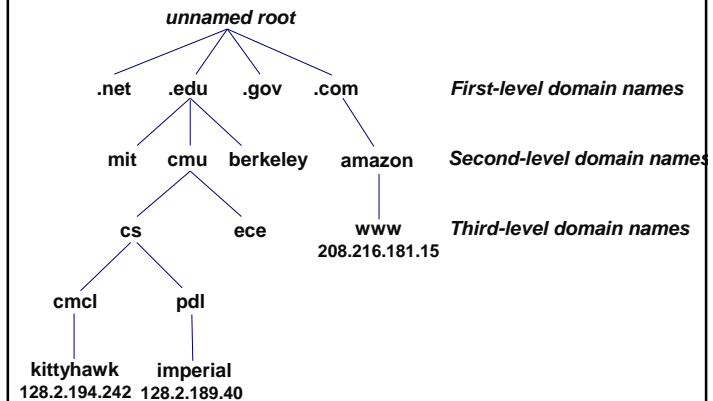 unnamed root
.net .edu .gov .com First-level domain names
mit cmu berkeley amazon Second-level domain names
cs ece www Third-level domain names
208.216.181.15
cmcl pdl
kittyhawk imperial
128.2.194.242 128.2.189.40